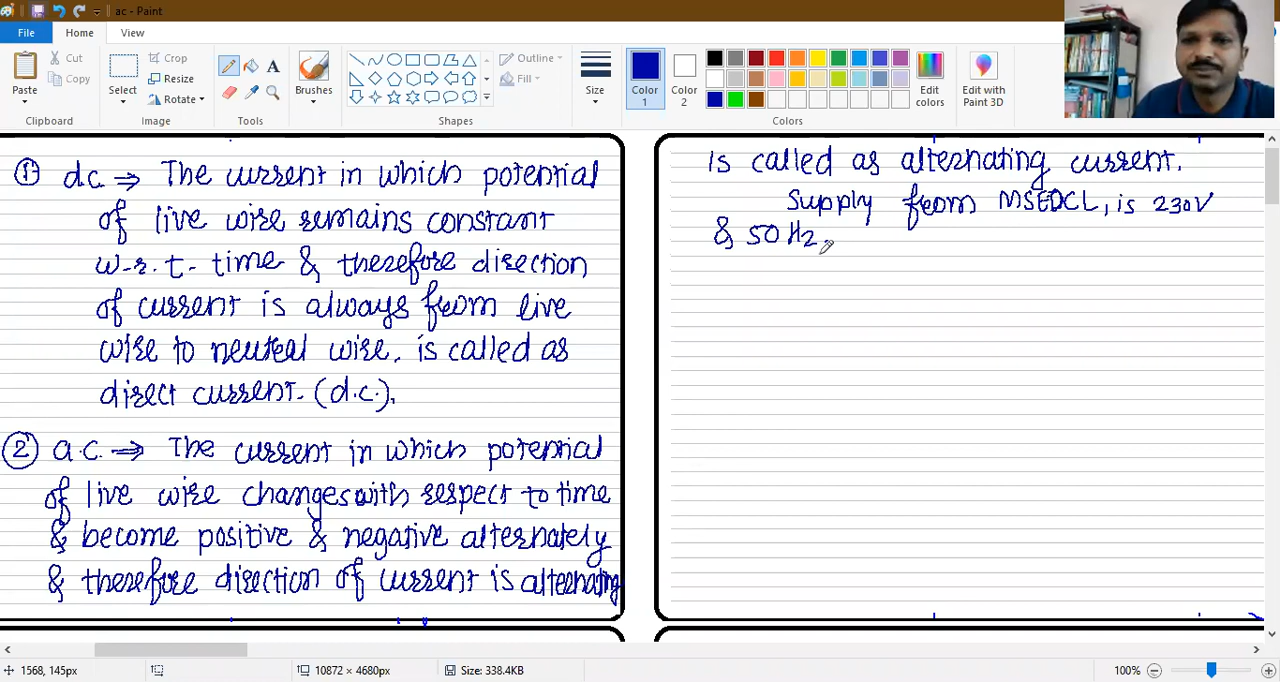 ac - Paint
File
Home
View
Paste
Cut
Copy
Clipboard
Select
Crop
Resize
Rotate
Image
A
Tools
Brushes
Outline
Fill
Shapes
Size
Color 1
Color 2
Edit colors
Edit with Paint 3D
Colors
① d.c. ⇒ The current in which potential
of live wire remains constant
w.r.t. time & therefore direction
of current is always from live
wire to neutral wire. is called as
direct current. (d.c.).
② a.c. ⇒ The current in which potential
of live wire changes with respect to time
& become positive & negative alternately
& therefore direction of current is alternating
is called as alternating current.
Supply from MSEDCL, is 230V
& 50 Hz.
1568, 145px
10872 × 4680px
Size: 338.4KB
100%